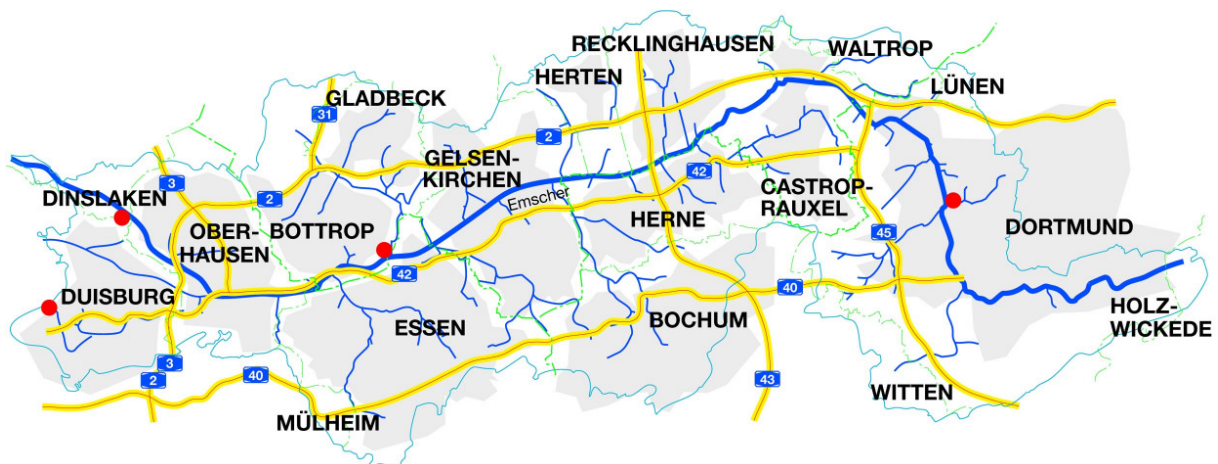 RECKLINGHAUSEN
WALTROP
HERTEN
LÜNEN
GLADBECK
31
2
GELSEN-
KIRCHEN
42
3
2
DINSLAKEN
Emscher
CASTROP-
RAUXEL
OBER-
HAUSEN
BOTTROP
HERNE
45
DORTMUND
42
DUISBURG
40
ESSEN
BOCHUM
HOLZ-
WICKEDE
3
2
40
43
WITTEN
MÜLHEIM